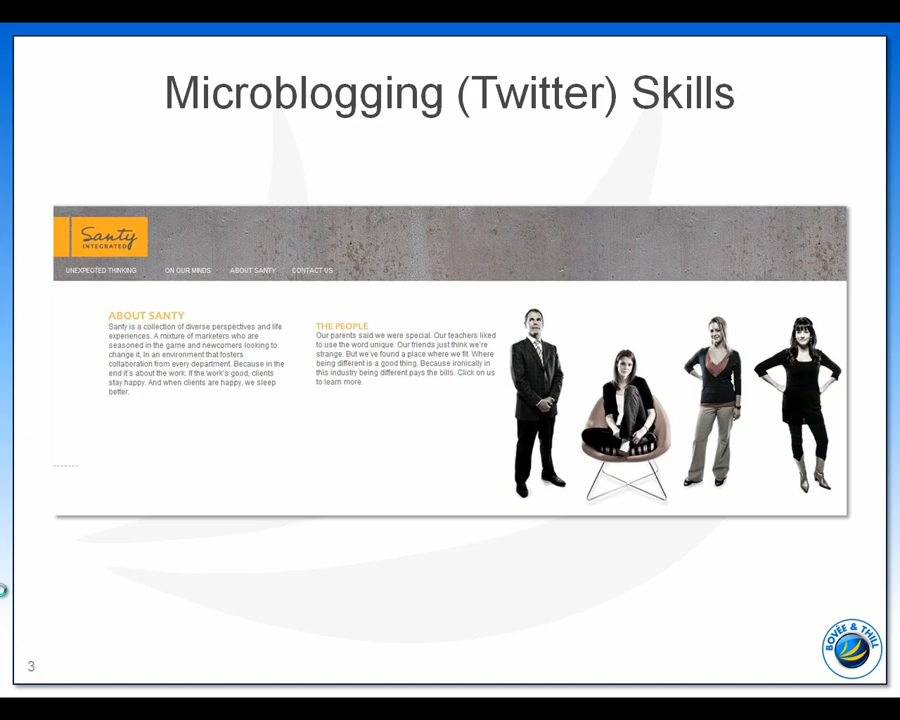 Microblogging (Twitter) Skills
Santy
INTEGRATED
UNEXPECTED THINKING ON OUR MINDS ABOUT SANTY CONTACT US
ABOUT SANTY
Santy is a collection of diverse perspectives and life
experiences. A mixture of marketers who are
seasoned in the game and newcomers looking to
change it, In an environment that fosters
collaboration from every department. Because in the
end it's about the work. If the work's good, clients
stay happy. And when clients are happy, we sleep
better.
THE PEOPLE
Our parents said we were special. Our teachers liked
to use the word unique. Our friends just think we're
strange. But we've found a place where we fit. Where
being different is a good thing. Because ironically in
this industry being different pays the bills. Click on us
to learn more.
3
BOVÉE & THILL